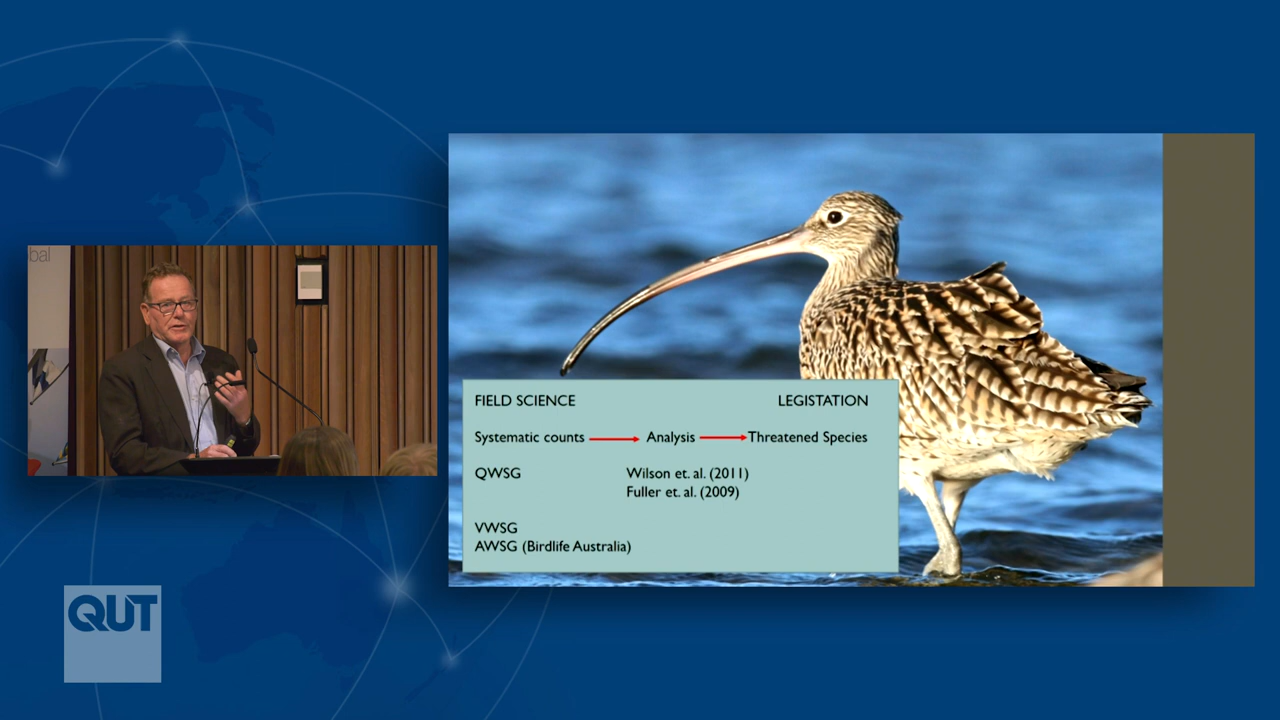 bal
FIELD SCIENCE LEGISTATION
Systematic counts Analysis Threatened Species
QWSG Wilson et. al. (2011)
Fuller et. al. (2009)
VWSG
AWSG (Birdlife Australia)
QUT